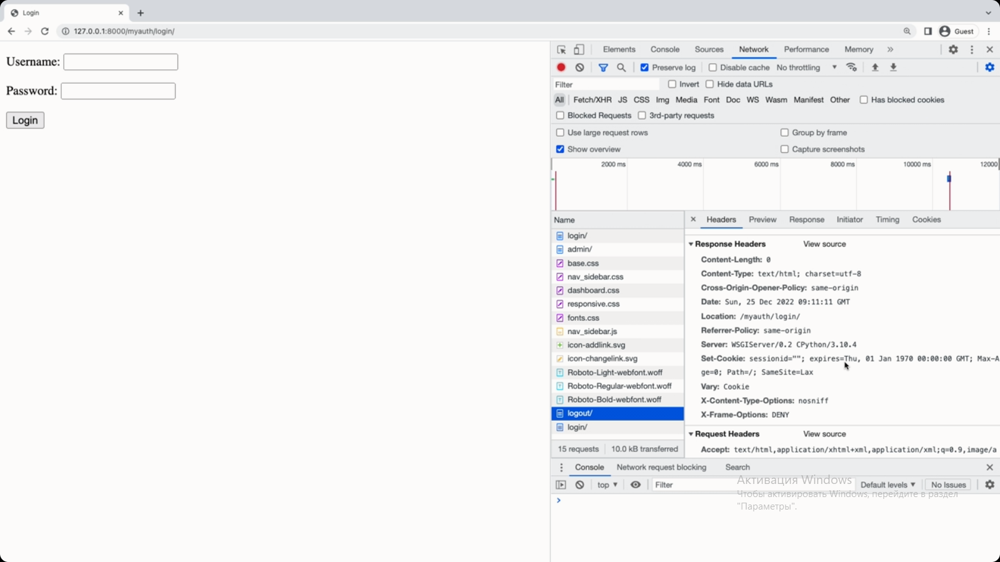 Login
127.0.0.1:8000/myauth/login/
Guest
Username:
Password:
Login
Elements Console Sources Network Performance Memory
Preserve log Disable cache No throttling
Filter Invert Hide data URLs
All Fetch/XHR JS CSS Img Media Font Doc WS Wasm Manifest Other Has blocked cookies
Blocked Requests 3rd-party requests
Use large request rows Group by frame
Show overview Capture screenshots
2000 ms 4000 ms 6000 ms 8000 ms 10000 ms 12000
Name
login/
admin/
base.css
nav_sidebar.css
dashboard.css
responsive.css
fonts.css
nav_sidebar.js
icon-addlink.svg
icon-changelink.svg
Roboto-Light-webfont.woff
Roboto-Regular-webfont.woff
Roboto-Bold-webfont.woff
logout/
login/
15 requests 10.0 kB transferred
Headers Preview Response Initiator Timing Cookies
Response Headers View source
Content-Length: 0
Content-Type: text/html; charset=utf-8
Cross-Origin-Opener-Policy: same-origin
Date: Sun, 25 Dec 2022 09:11:11 GMT
Location: /myauth/login/
Referrer-Policy: same-origin
Server: WSGIServer/0.2 CPython/3.10.4
Set-Cookie: sessionid=""; expires=Thu, 01 Jan 1970 00:00:00 GMT; Max-A
ge=0; Path=/; SameSite=Lax
Vary: Cookie
X-Content-Type-Options: nosniff
X-Frame-Options: DENY
Request Headers View source
Accept: text/html,application/xhtml+xml,application/xml;q=0.9,image/a
Console Network request blocking Search
top Filter Default levels No Issues
Активация Windows
Чтобы активировать Windows, перейдите в раздел
"Параметры".